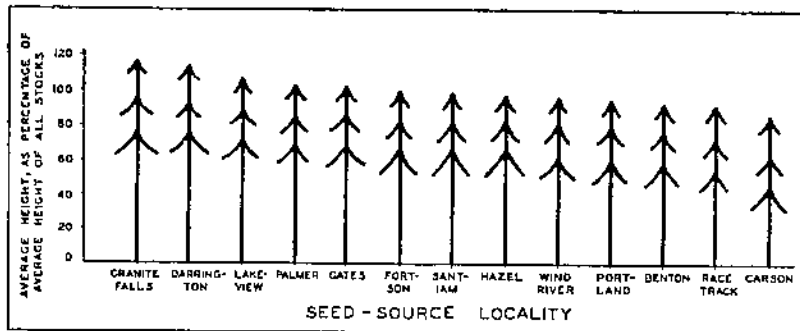 AVERAGE HEIGHT, AS PERCENTAGE OF
AVERAGE HEIGHT OF ALL STOCKS
120
100
80
60
40
20
0
GRANITE FALLS
DARRING-TON
LAKE-VIEW
PALMER
GATES
FORT-SON
SANT-IAM
HAZEL
WIND RIVER
PORT-LAND
BENTON
RACE TRACK
CARSON
SEED-SOURCE LOCALITY